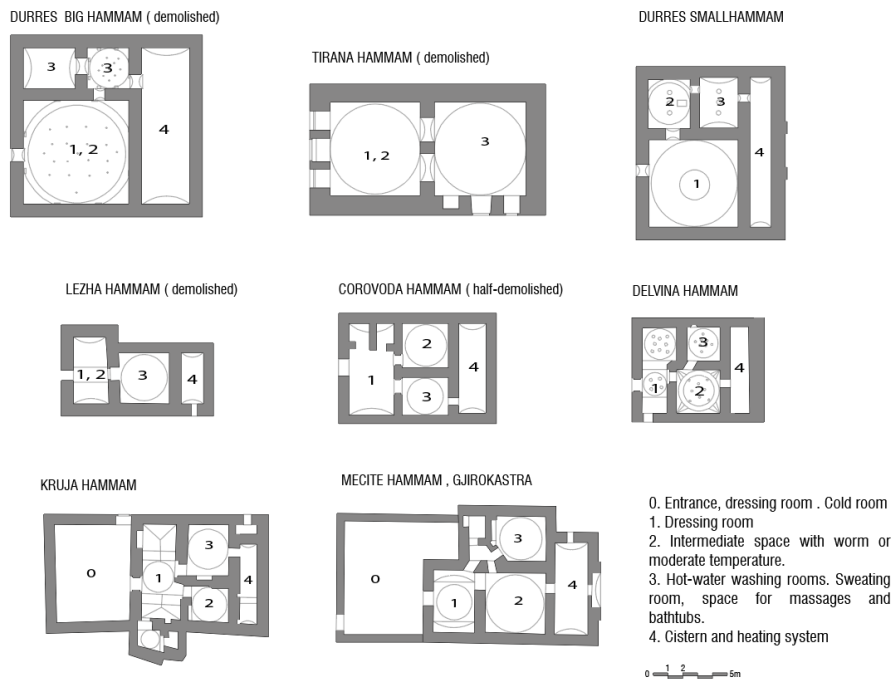 DURRES BIG HAMMAM ( demolished)
3
3
4
1, 2
TIRANA HAMMAM ( demolished)
1, 2
3
DURRES SMALLHAMMAM
2
3
4
1
LEZHA HAMMAM ( demolished)
1, 2
3
4
COROVODA HAMMAM ( half-demolished)
2
1
4
3
DELVINA HAMMAM
3
4
1
2
KRUJA HAMMAM
3
0
1
4
2
MECITE HAMMAM , GJIROKASTRA
3
0
4
1
2
0. Entrance, dressing room . Cold room
1. Dressing room
2. Intermediate space with worm or
moderate temperature.
3. Hot-water washing rooms. Sweating
room, space for massages and
bathtubs.
4. Cistern and heating system
0 1 2 5m